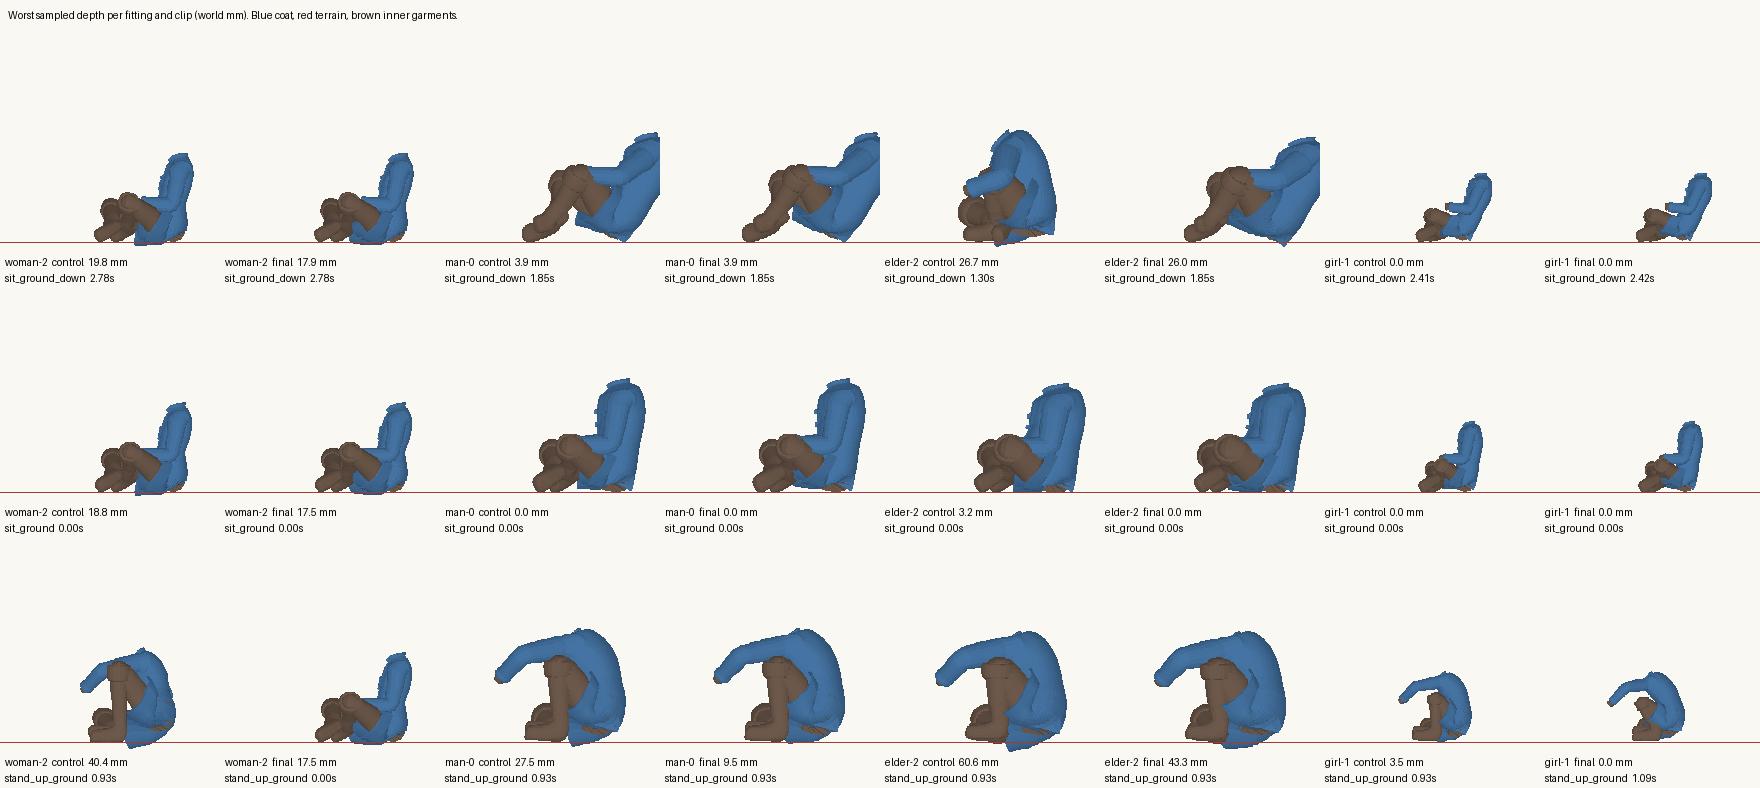 Worst sampled depth per fitting and clip (world mm). Blue coat, red terrain, brown inner garments.
woman-2 control 19.8 mm
sit_ground_down 2.78s
woman-2 final 17.9 mm
sit_ground_down 2.78s
man-0 control 3.9 mm
sit_ground_down 1.85s
man-0 final 3.9 mm
sit_ground_down 1.85s
elder-2 control 26.7 mm
sit_ground_down 1.30s
elder-2 final 26.0 mm
sit_ground_down 1.85s
girl-1 control 0.0 mm
sit_ground_down 2.41s
girl-1 final 0.0 mm
sit_ground_down 2.42s
woman-2 control 18.8 mm
sit_ground 0.00s
woman-2 final 17.5 mm
sit_ground 0.00s
man-0 control 0.0 mm
sit_ground 0.00s
man-0 final 0.0 mm
sit_ground 0.00s
elder-2 control 3.2 mm
sit_ground 0.00s
elder-2 final 0.0 mm
sit_ground 0.00s
girl-1 control 0.0 mm
sit_ground 0.00s
girl-1 final 0.0 mm
sit_ground 0.00s
woman-2 control 40.4 mm
stand_up_ground 0.93s
woman-2 final 17.5 mm
stand_up_ground 0.00s
man-0 control 27.5 mm
stand_up_ground 0.93s
man-0 final 9.5 mm
stand_up_ground 0.93s
elder-2 control 60.6 mm
stand_up_ground 0.93s
elder-2 final 43.3 mm
stand_up_ground 0.93s
girl-1 control 3.5 mm
stand_up_ground 0.93s
girl-1 final 0.0 mm
stand_up_ground 1.09s